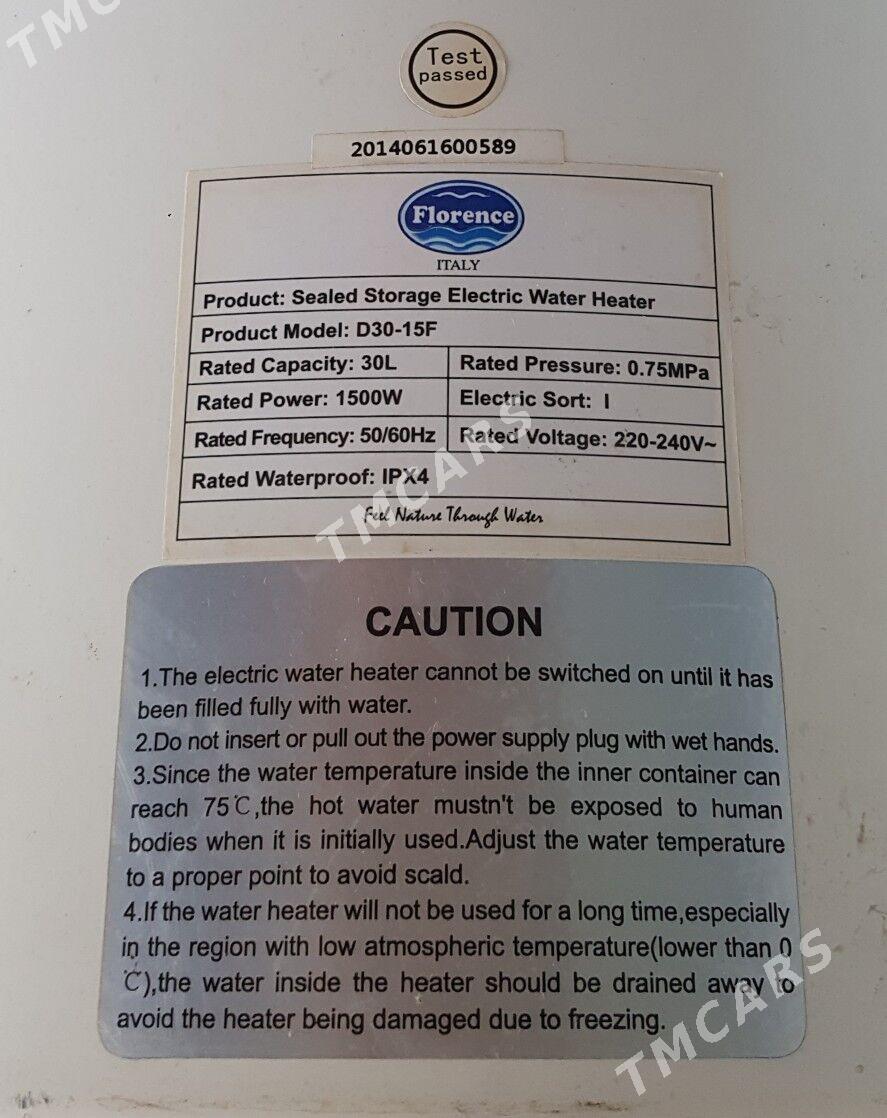 TMC
Test
passed
2014061600589
Florence
ITALY
Product: Sealed Storage Electric Water Heater
Product Model: D30-15F
Rated Capacity: 30L
Rated Pressure: 0.75MPa
Rated Power: 1500W
Electric Sort: I
Rated Frequency: 50/60Hz
Rated Voltage: 220-240V~
Rated Waterproof: IPX4
Feel Nature Through Water
TMCARS
CAUTION
1.The electric water heater cannot be switched on until it has
been filled fully with water.
2.Do not insert or pull out the power supply plug with wet hands.
3.Since the water temperature inside the inner container can
reach 75℃,the hot water mustn't be exposed to human
bodies when it is initially used.Adjust the water temperature
to a proper point to avoid scald.
4.If the water heater will not be used for a long time,especially
in the region with low atmospheric temperature(lower than 0
℃),the water inside the heater should be drained away to
avoid the heater being damaged due to freezing.
TMCARS